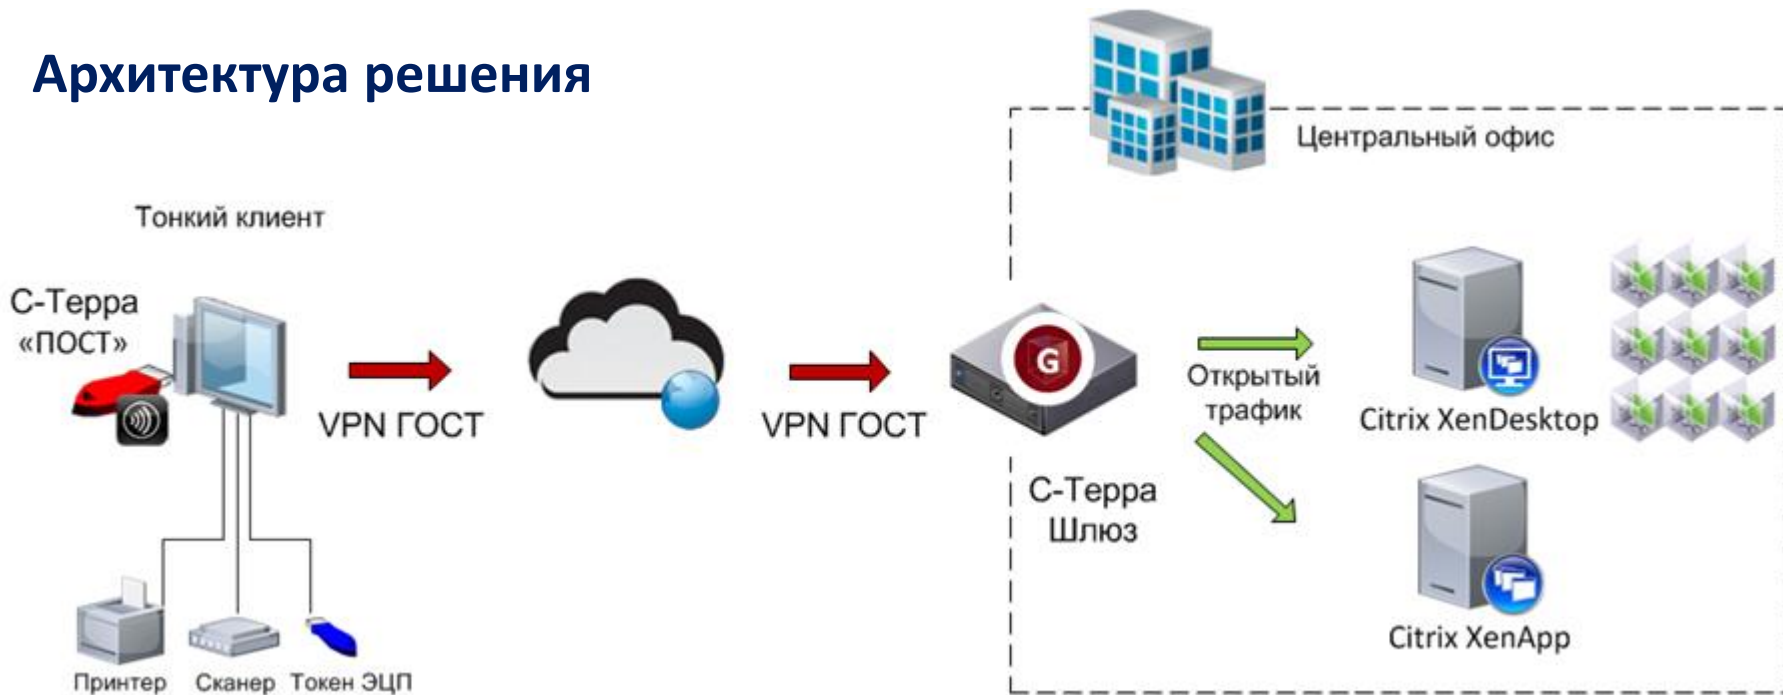 Архитектура решения
Центральный офис
Тонкий клиент
С-Терра
«ПОСТ»
VPN ГОСТ
VPN ГОСТ
G
Открытый
трафик
Citrix XenDesktop
С-Терра
Шлюз
Citrix XenApp
Принтер
Сканер
Токен ЭЦП